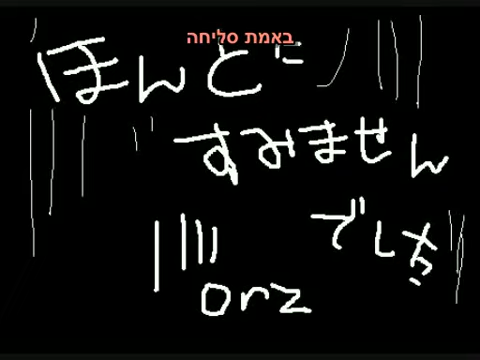 באמת סליחה
ほんとに
すみません
でした
orz